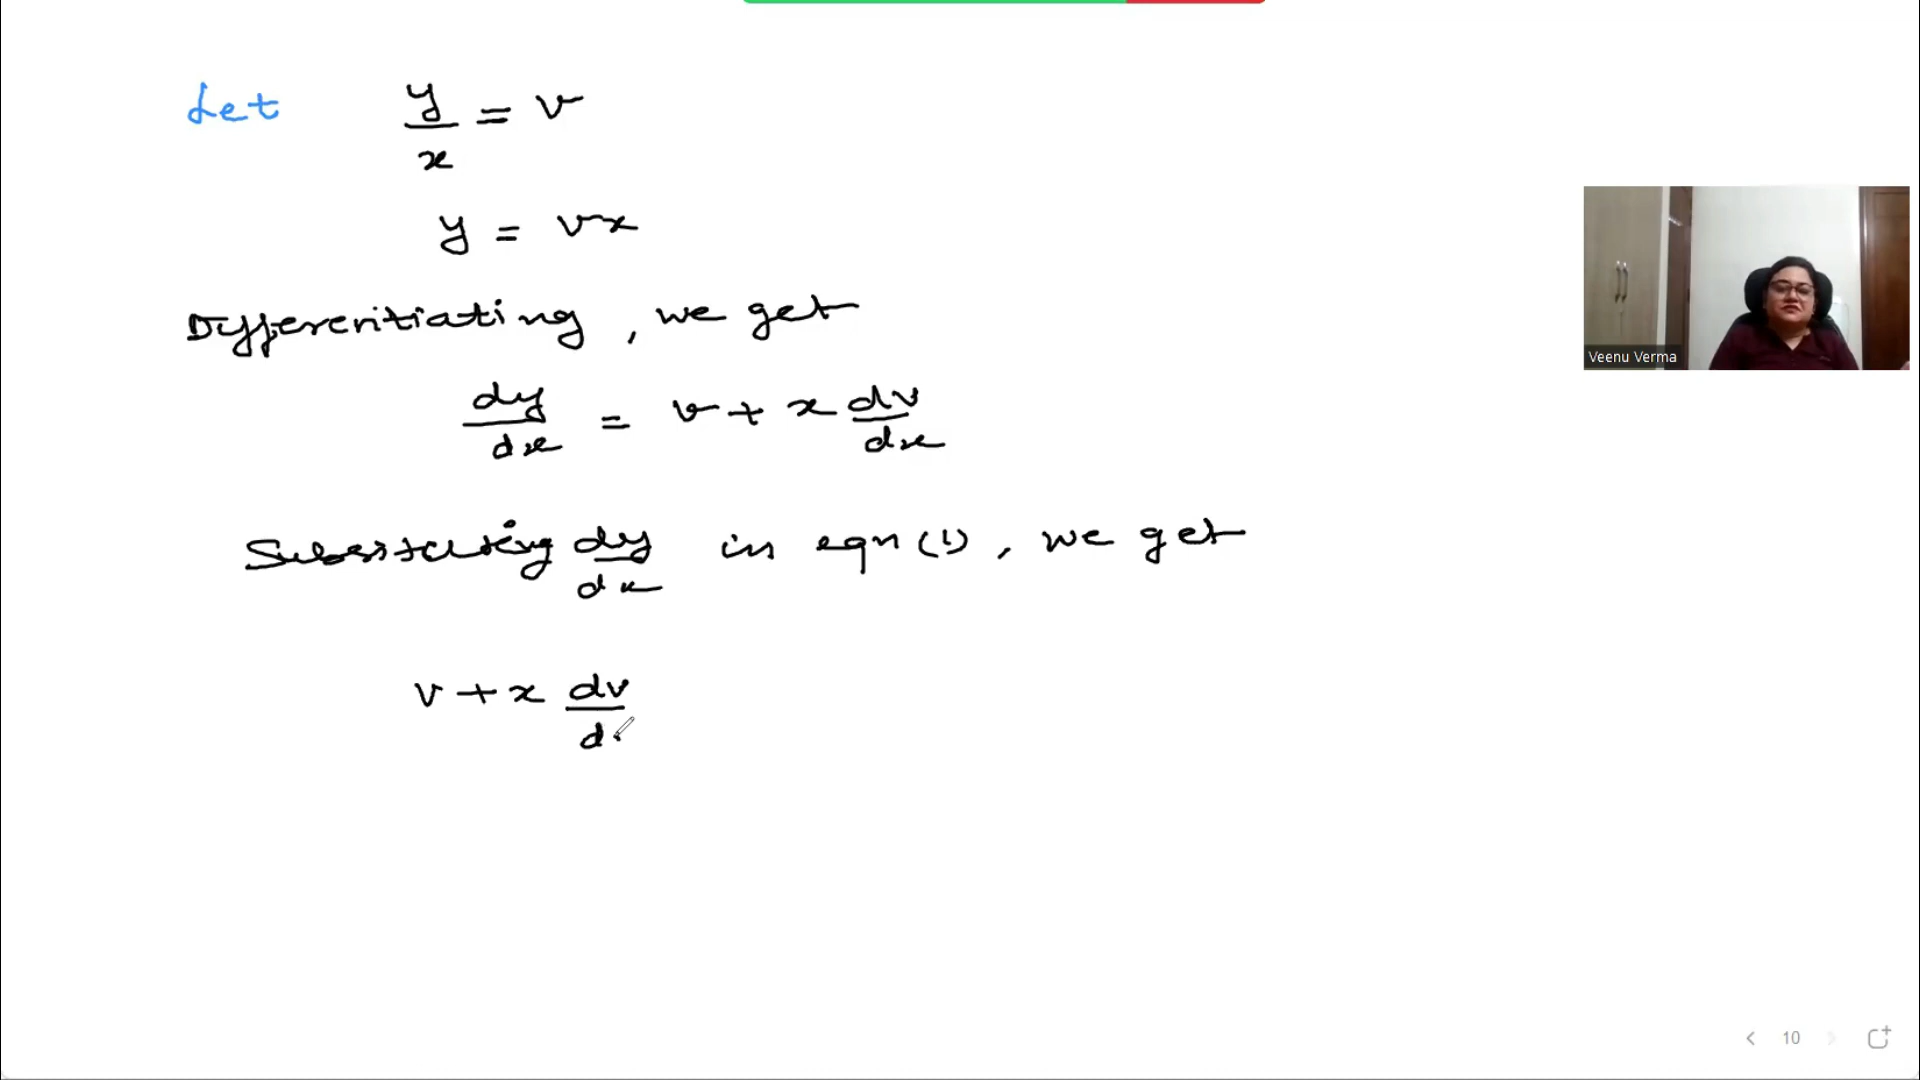 Let y/x = v
y = vx
Differentiating, we get
dy/dx = v + x dv/dx
Substituting dy/dx in eqn (1), we get
v + x dv/d
Veenu Verma
10